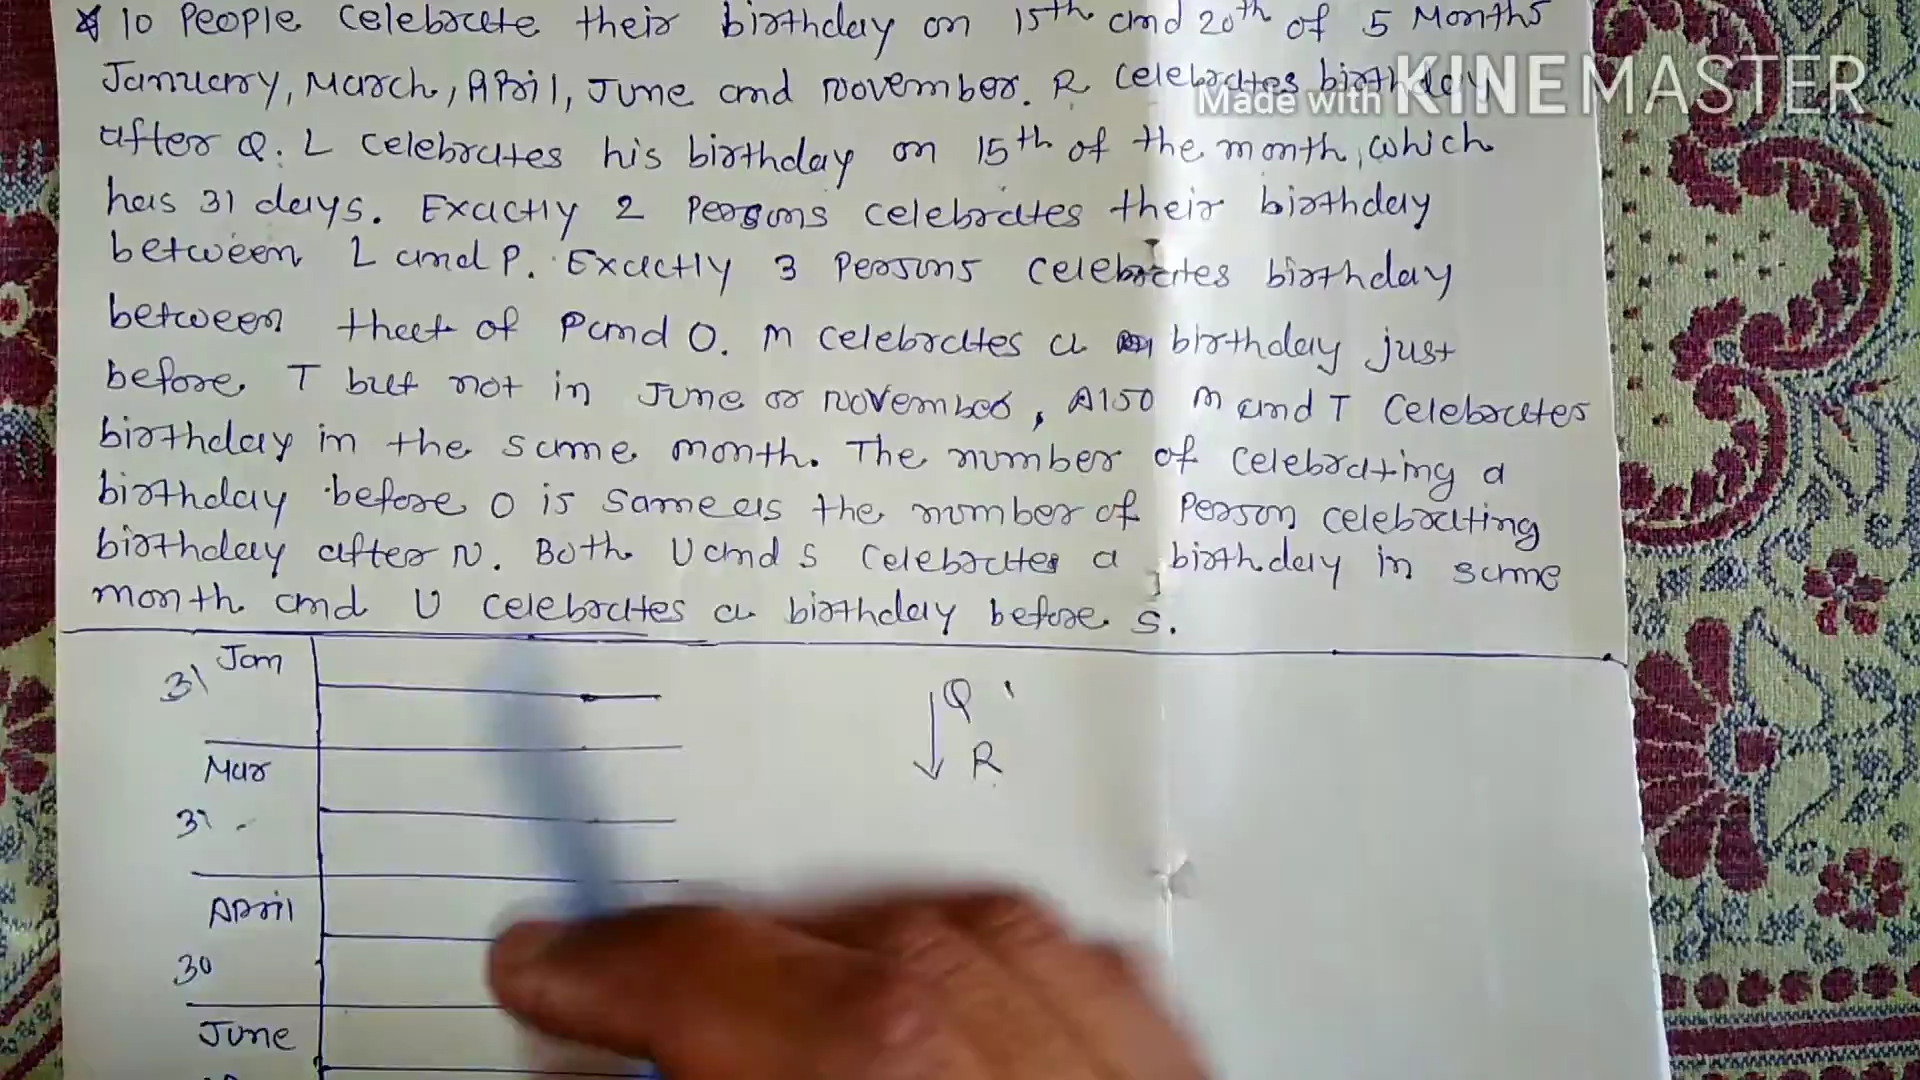 10 People celebrate their birthday on 15th and 20th of 5 Months
January, March, April, June and November. R celebrates birthday
Made with KINEMASTER
after Q. L celebrates his birthday on 15th of the month, which
has 31 days. Exactly 2 Persons celebrates their birthday
between L and P. Exactly 3 Persons celebrates birthday
between that of P and O. M celebrates a birthday just
before T but not in June or November, Also M and T Celebrates
birthday in the same month. The number of celebrating a
birthday before O is same as the number of Person celebrating
birthday after N. Both U and S celebrates a birthday in same
month and U celebrates a birthday before S.
31 Jan
Q
R
Mar
31
April
30
June